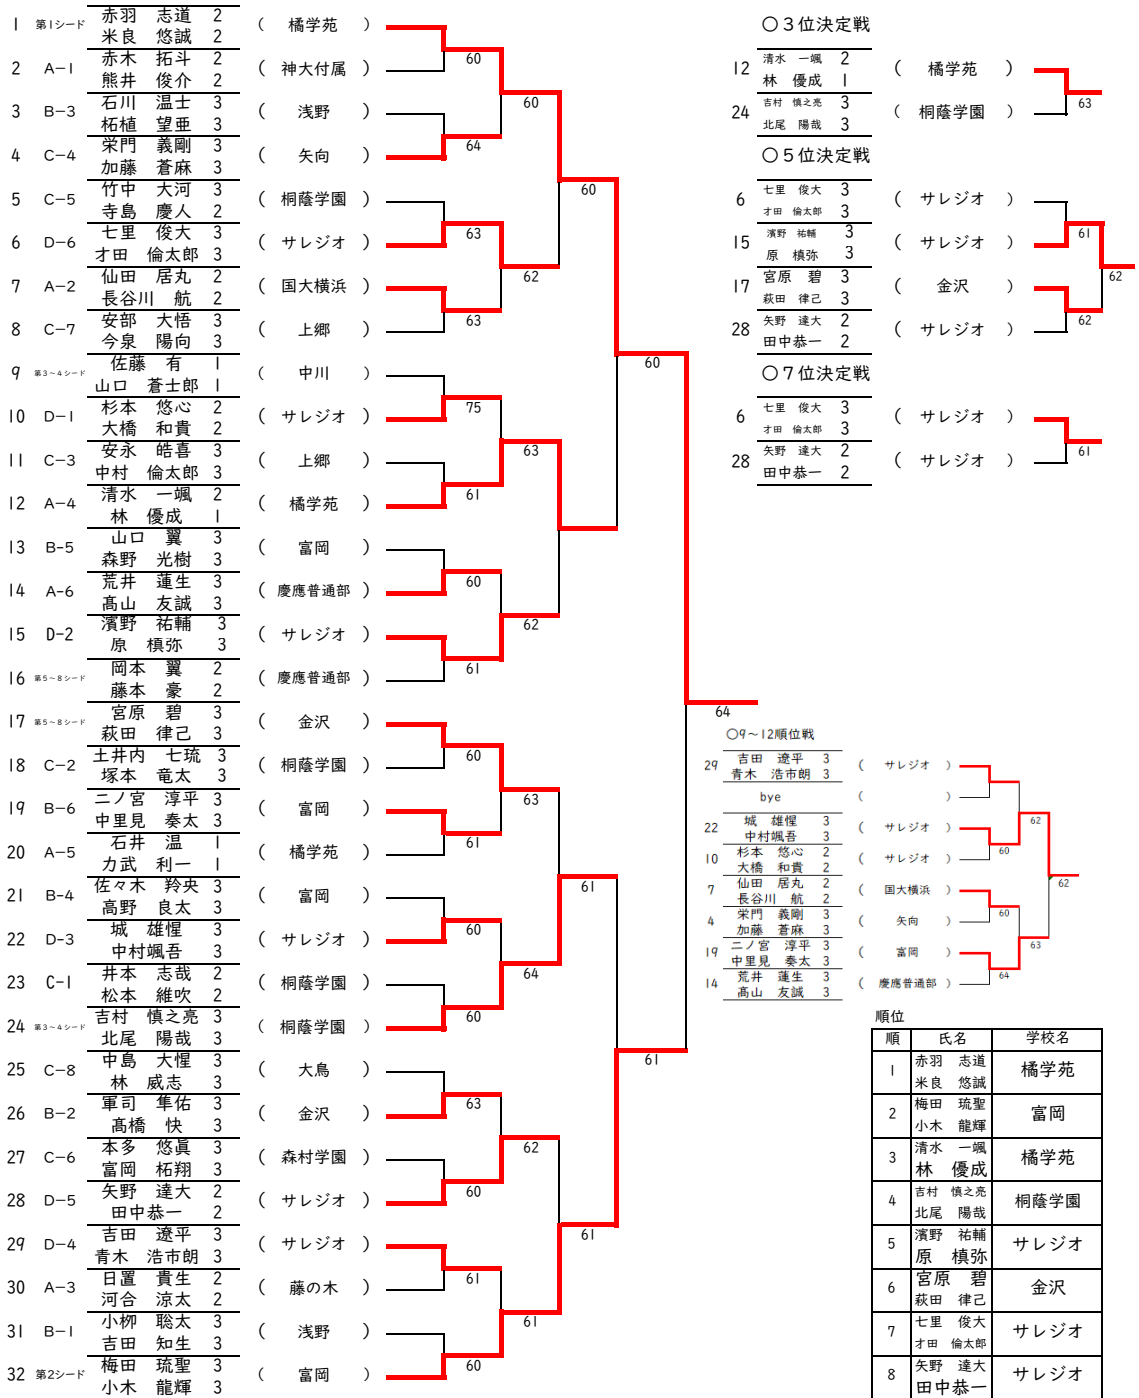 1 第1シード 赤羽 志道 2 ( 橘学苑 )
米良 悠誠 2
2 A-1 赤木 拓斗 2 ( 神大付属 )
熊井 俊介 2
3 B-3 石川 温士 3 ( 浅野 )
柘植 望亜 3
4 C-4 栄門 義剛 3 ( 矢向 )
加藤 蒼麻 3
5 C-5 竹中 大河 3 ( 桐蔭学園 )
寺島 慶人 2
6 D-6 七里 俊大 3 ( サレジオ )
才田 倫太郎 3
7 A-2 仙田 居丸 2 ( 国大横浜 )
長谷川 航 2
8 C-7 安部 大悟 3 ( 上郷 )
今泉 陽向 3
9 第3~4シード 佐藤 有 1 ( 中川 )
山口 蒼士郎 1
10 D-1 杉本 悠心 2 ( サレジオ )
大橋 和貴 2
11 C-3 安永 皓喜 3 ( 上郷 )
中村 倫太郎 3
12 A-4 清水 一颯 2 ( 橘学苑 )
林 優成 1
13 B-5 山口 翼 3 ( 富岡 )
森野 光樹 3
14 A-6 荒井 蓮生 3 ( 慶應普通部 )
髙山 友誠 3
15 D-2 濱野 祐輔 3 ( サレジオ )
原 槙弥 3
16 第5~8シード 岡本 翼 2 ( 慶應普通部 )
藤本 豪 2
17 第5~8シード 宮原 碧 3 ( 金沢 )
萩田 律己 3
18 C-2 土井内 七琉 3 ( 桐蔭学園 )
塚本 竜太 3
19 B-6 二ノ宮 淳平 3 ( 富岡 )
中里見 奏太 3
20 A-5 石井 温 1 ( 橘学苑 )
力武 利一 1
21 B-4 佐々木 羚央 3 ( 富岡 )
高野 良太 3
22 D-3 城 雄惺 3 ( サレジオ )
中村颯吾 3
23 C-1 井本 志哉 2 ( 桐蔭学園 )
松本 維吹 2
24 第3~4シード 吉村 慎之亮 3 ( 桐蔭学園 )
北尾 陽哉 3
25 C-8 中島 大惺 3 ( 大鳥 )
林 威志 3
26 B-2 軍司 隼佑 3 ( 金沢 )
髙橋 快 3
27 C-6 本多 悠眞 3 ( 森村学園 )
富岡 柘翔 3
28 D-5 矢野 達大 2 ( サレジオ )
田中恭一 2
29 D-4 吉田 遼平 3 ( サレジオ )
青木 浩市朗 3
30 A-3 日置 貴生 2 ( 藤の木 )
河合 涼太 2
31 B-1 小栁 聡太 3 ( 浅野 )
吉田 知生 3
32 第2シード 梅田 琉聖 3 ( 富岡 )
小木 龍輝 3
60
64
63
63
75
61
60
61
60
61
60
60
63
60
61
60
60
62
63
62
63
64
62
61
60
61
61
60
61
64
○3位決定戦
12 清水 一颯 2 ( 橘学苑 )
林 優成 1
24 吉村 慎之亮 3 ( 桐蔭学園 )
北尾 陽哉 3
63
○5位決定戦
6 七里 俊大 3 ( サレジオ )
才田 倫太郎 3
15 濱野 祐輔 3 ( サレジオ )
原 槙弥 3
17 宮原 碧 3 ( 金沢 )
萩田 律己 3
28 矢野 達大 2 ( サレジオ )
田中恭一 2
61
62
62
○7位決定戦
6 七里 俊大 3 ( サレジオ )
才田 倫太郎 3
28 矢野 達大 2 ( サレジオ )
田中恭一 2
61
○9~12順位戦
29 吉田 遼平 3 ( サレジオ )
青木 浩市朗 3
bye ( )
22 城 雄惺 3 ( サレジオ )
中村颯吾 3
10 杉本 悠心 2 ( サレジオ )
大橋 和貴 2
7 仙田 居丸 2 ( 国大横浜 )
長谷川 航 2
4 栄門 義剛 3 ( 矢向 )
加藤 蒼麻 3
19 二ノ宮 淳平 3 ( 富岡 )
中里見 奏太 3
14 荒井 蓮生 3 ( 慶應普通部 )
髙山 友誠 3
60
60
64
62
63
62
順位
順 氏名 学校名
1 赤羽 志道 橘学苑
米良 悠誠
2 梅田 琉聖 富岡
小木 龍輝
3 清水 一颯 橘学苑
林 優成
4 吉村 慎之亮 桐蔭学園
北尾 陽哉
5 濱野 祐輔 サレジオ
原 槙弥
6 宮原 碧 金沢
萩田 律己
7 七里 俊大 サレジオ
才田 倫太郎
8 矢野 達大 サレジオ
田中恭一